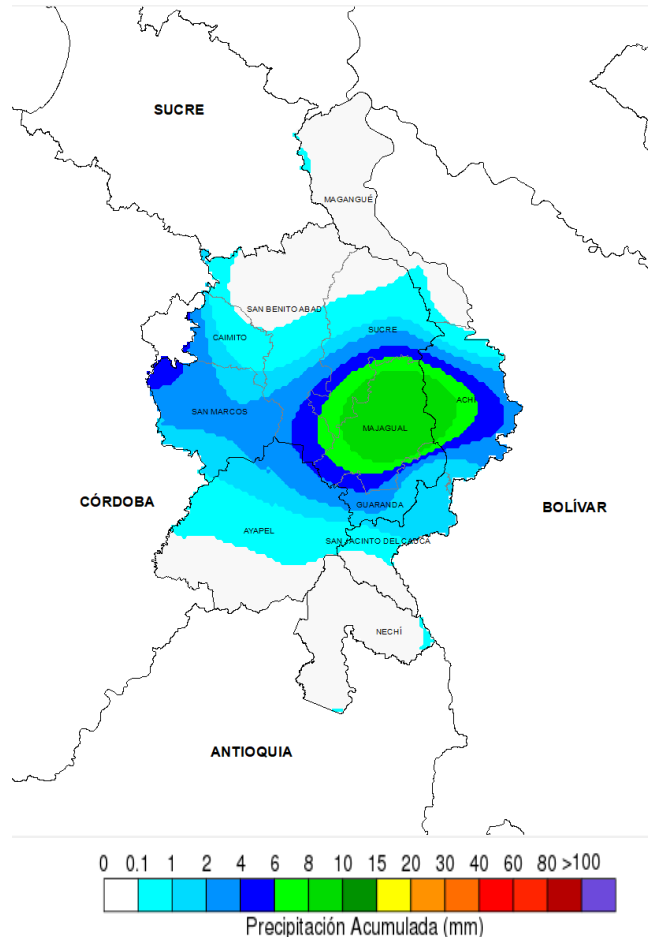 SUCRE
MAGANGUÉ
SAN BENITO ABAD
SUCRE
CAIMITO
ACHÍ
SAN MARCOS
MAJAGUAL
CÓRDOBA
GUARANDA
BOLÍVAR
AYAPEL
SAN JACINTO DEL CAUCA
NECHÍ
ANTIOQUIA
0 0.1 1 2 4 6 8 10 15 20 30 40 60 80 >100
Precipitación Acumulada (mm)